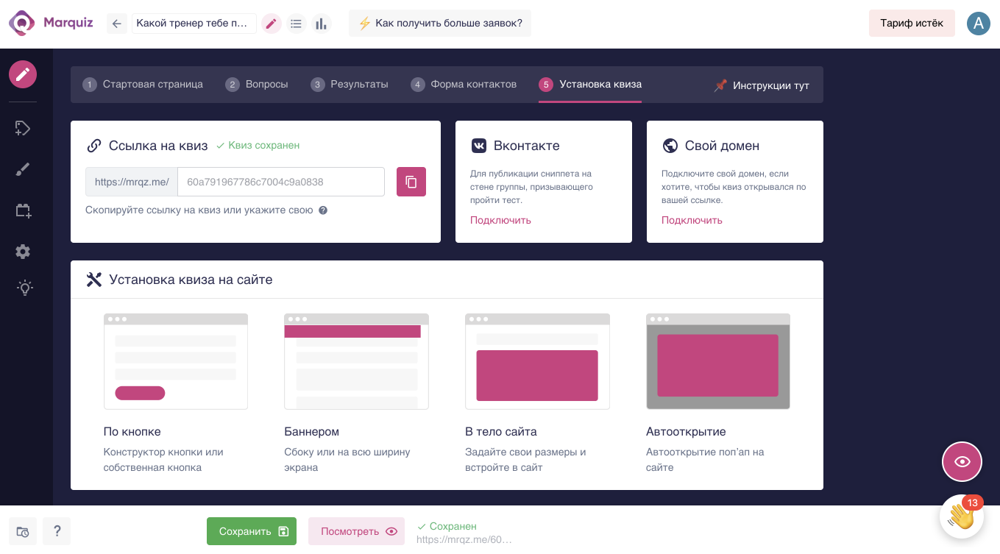 Marquiz
Какой тренер тебе п...
⚡ Как получить больше заявок?
Тариф истёк
A
1 Стартовая страница
2 Вопросы
3 Результаты
4 Форма контактов
5 Установка квиза
Инструкции тут
Ссылка на квиз
Квиз сохранен
https://mrqz.me/
60a791967786c7004c9a0838
Скопируйте ссылку на квиз или укажите свою ?
Вконтакте
Для публикации сниппета на
стене группы, призывающего
пройти тест.
Подключить
Свой домен
Подключите свой домен, если
хотите, чтобы квиз открывался по
вашей ссылке.
Подключить
Установка квиза на сайте
По кнопке
Конструктор кнопки или
собственная кнопка
Баннером
Сбоку или на всю ширину
экрана
В тело сайта
Задайте свои размеры и
встройте в сайт
Автооткрытие
Автооткрытие поп'ап на
сайте
13
?
Сохранить
Посмотреть
Сохранен
https://mrqz.me/60...